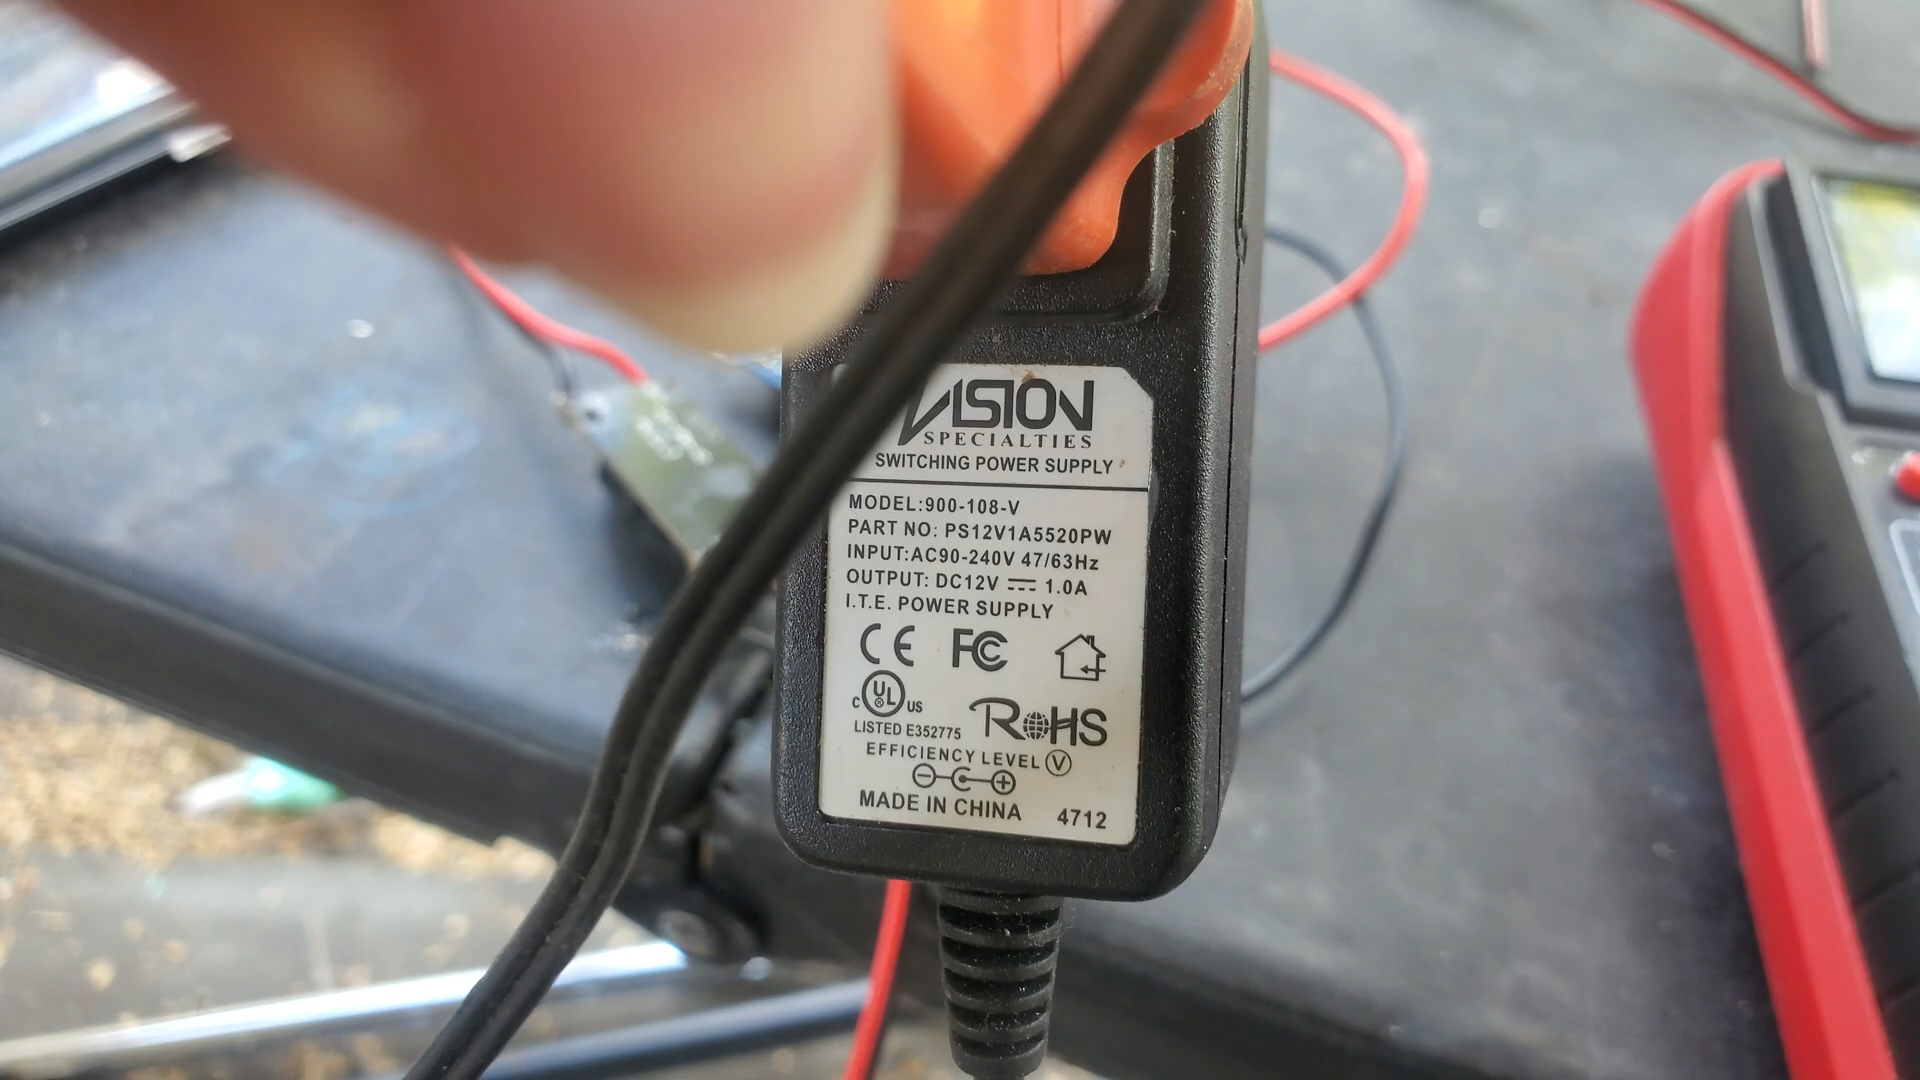 VISION
SPECIALTIES
SWITCHING POWER SUPPLY
MODEL:900-108-V
PART NO: PS12V1A5520PW
INPUT:AC90-240V 47/63Hz
OUTPUT: DC12V ⎓ 1.0A
I.T.E. POWER SUPPLY
CE FC
c UL US
LISTED E352775
RoHS
EFFICIENCY LEVEL V
MADE IN CHINA 4712